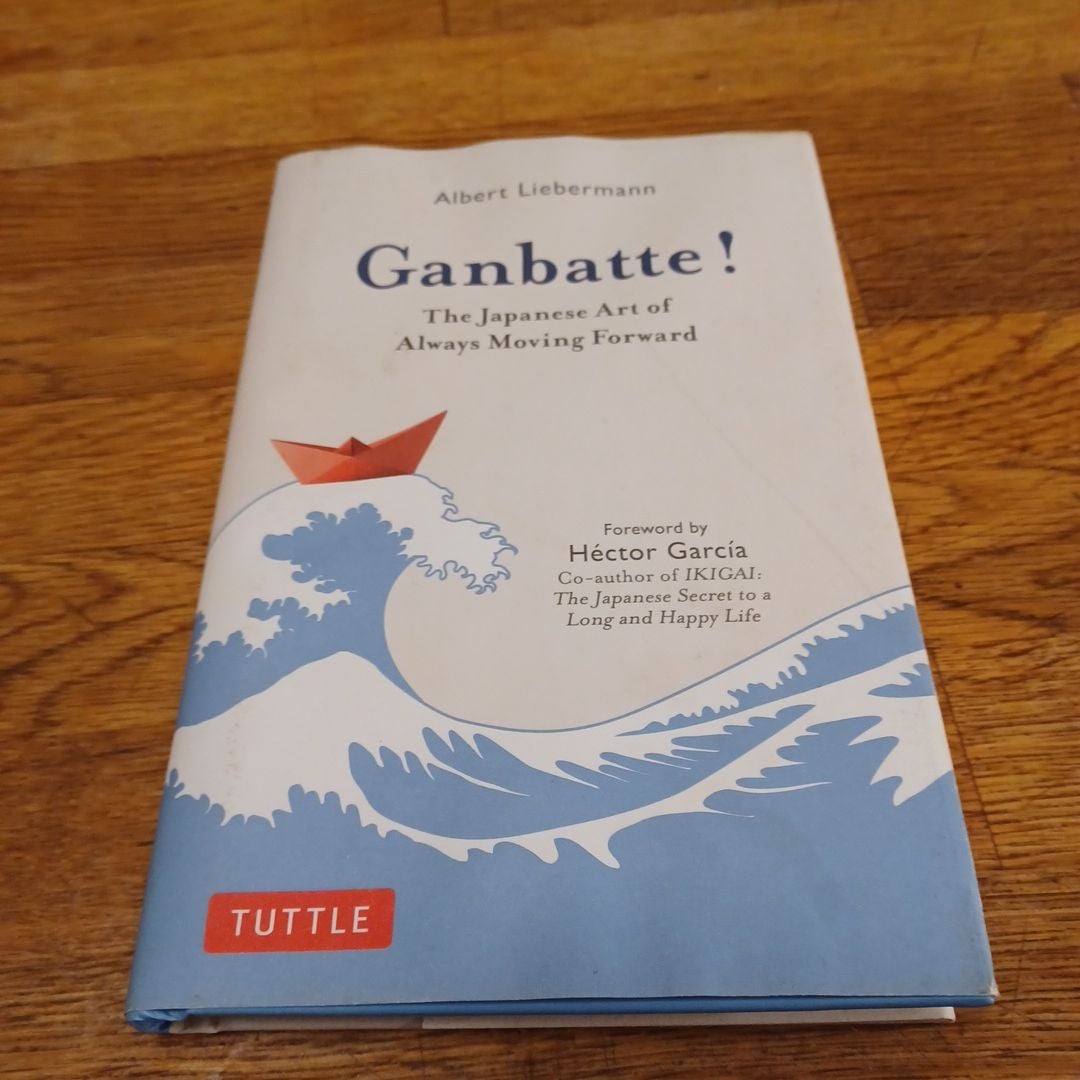 Albert Liebermann
Ganbatte!
The Japanese Art of
Always Moving Forward
Foreword by
Héctor García
Co-author of IKIGAI:
The Japanese Secret to a
Long and Happy Life
TUTTLE